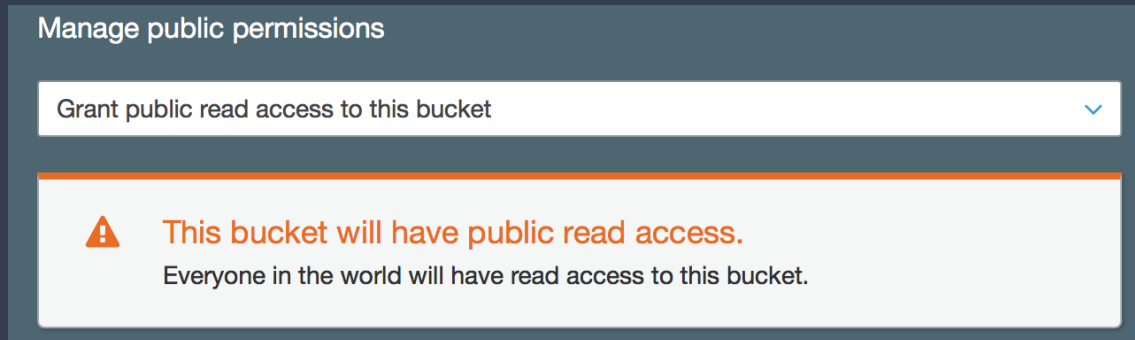 Manage public permissions
Grant public read access to this bucket
This bucket will have public read access.
Everyone in the world will have read access to this bucket.